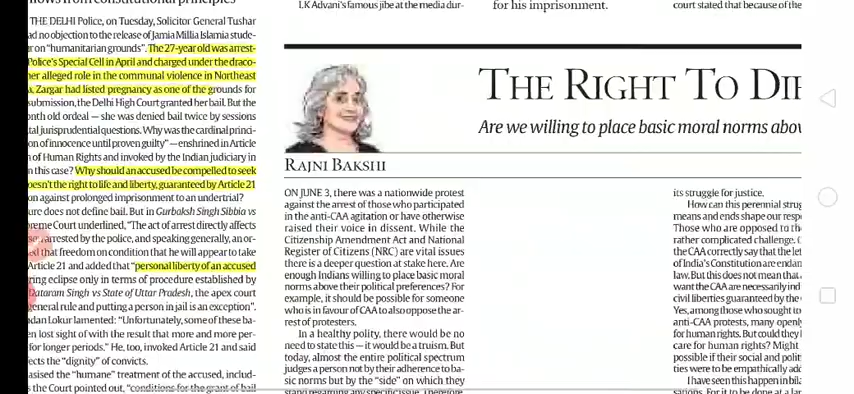 THE DELHI Police, on Tuesday, Solicitor General Tushar
ad no objection to the release of Jamia Millia Islamia stude-
r on “humanitarian grounds”. The 27-year old was arrest-
Police's Special Cell in April and charged under the draco-
her alleged role in the communal violence in Northeast
Zargar had listed pregnancy as one of the grounds for
submission, the Delhi High Court granted her bail. But the
onth old ordeal — she was denied bail twice by sessions
tal jurisprudential questions. Why was the cardinal princi-
on of innocence until proven guilty” — enshrined in Article
n of Human Rights and invoked by the Indian judiciary in
n this case? Why should an accused be compelled to seek
oesn't the right to life and liberty, guaranteed by Article 21
on against prolonged imprisonment to an undertrial?
ure does not define bail. But in Gurbaksh Singh Sibbia vs
reme Court underlined, “The act of arrest directly affects
arrested by the police, and speaking generally, an or-
that freedom on condition that he will appear to take
Article 21 and added that “personal liberty of an accused
ring eclipse only in terms of procedure established by
Dataram Singh vs State of Uttar Pradesh, the apex court
general rule and putting a person in jail is an exception”.
dan Lokur lamented: “Unfortunately, some of these ba-
en lost sight of with the result that more and more per-
for longer periods.” He, too, invoked Article 21 and said
ects the “dignity” of convicts.
asised the “humane” treatment of the accused, includ-
the Court pointed out, “conditions for the grant of bail
LK Advani's famous jibe at the media dur-
for his imprisonment.
court stated that because of the
THE RIGHT TO DI
Are we willing to place basic moral norms abov
RAJNI BAKSHI
ON JUNE 3, there was a nationwide protest
against the arrest of those who participated
in the anti-CAA agitation or have otherwise
raised their voice in dissent. While the
Citizenship Amendment Act and National
Register of Citizens (NRC) are vital issues
there is a deeper question at stake here. Are
enough Indians willing to place basic moral
norms above their political preferences? For
example, it should be possible for someone
who is in favour of CAA to also oppose the ar-
rest of protesters.
In a healthy polity, there would be no
need to state this — it would be a truism. But
today, almost the entire political spectrum
judges a person not by their adherence to ba-
sic norms but by the “side” on which they
stand regarding any specific issue. Therefore,
its struggle for justice.
How can this perennial strug
means and ends shape our resp
Those who are opposed to th
rather complicated challenge.
the CAA correctly say that the let
of India's Constitution are endan
law. But this does not mean that
want the CAA are necessarily ind
civil liberties guaranteed by the
Yes, among those who sought to
anti-CAA protests, many openly
for human rights. But could they
care for human rights? Might
possible if their social and polit
ties were to be empathically add
I have seen this happen in bila
sations. For it to be done at a lar